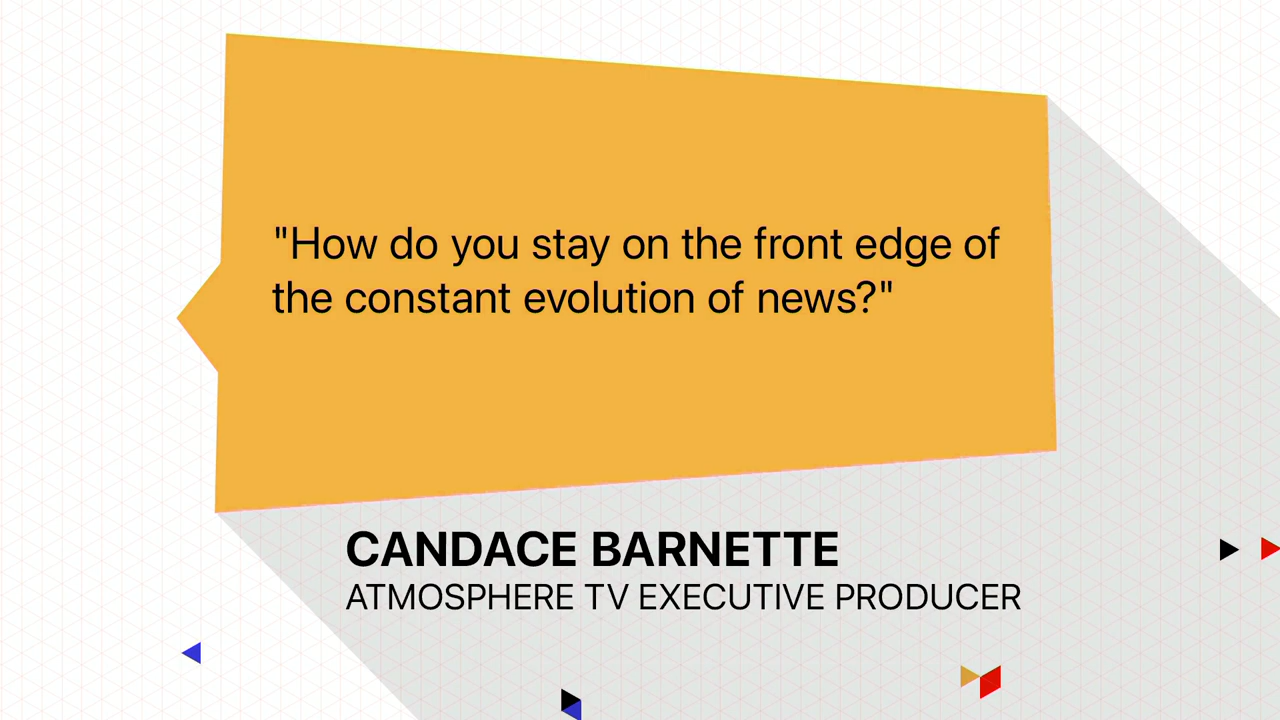 "How do you stay on the front edge of
the constant evolution of news?"
CANDACE BARNETTE
ATMOSPHERE TV EXECUTIVE PRODUCER